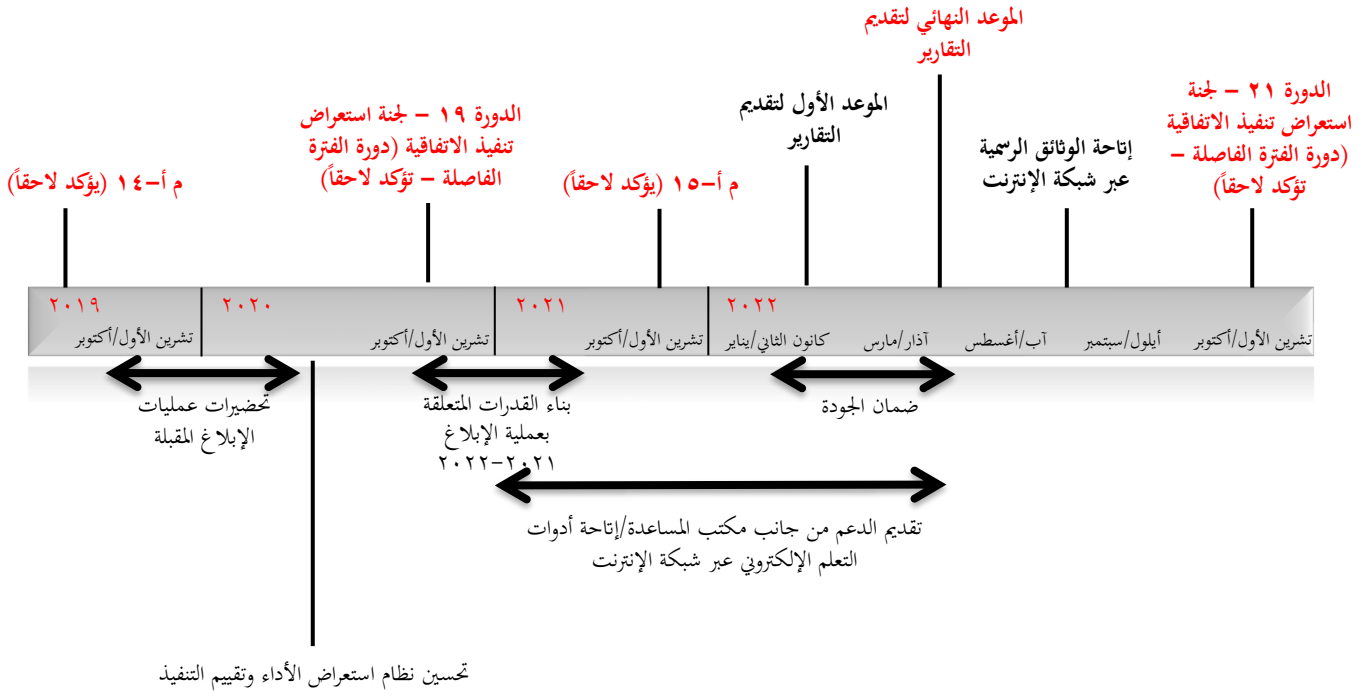 الموعد النهائي لتقديم
التقارير
الموعد الأول لتقديم
التقارير
الدورة ٢١ – لجنة
استعراض تنفيذ الاتفاقية
(دورة الفترة الفاصلة –
تؤكد لاحقاً)
إتاحة الوثائق الرسمية
عبر شبكة الإنترنت
الدورة ١٩ – لجنة استعراض
تنفيذ الاتفاقية (دورة الفترة
الفاصلة – تؤكد لاحقاً)
م أ–١٤ (يؤكد لاحقاً)
م أ–١٥ (يؤكد لاحقاً)
٢٠١٩
٢٠٢٠
٢٠٢١
٢٠٢٢
تشرين الأول/أكتوبر
تشرين الأول/أكتوبر
تشرين الأول/أكتوبر
كانون الثاني/يناير
آذار/مارس
آب/أغسطس
أيلول/سبتمبر
تشرين الأول/أكتوبر
تحضيرات عمليات
الإبلاغ المقبلة
بناء القدرات المتعلقة
بعملية الإبلاغ
٢٠٢١–٢٠٢٢
ضمان الجودة
تقديم الدعم من جانب مكتب المساعدة/إتاحة أدوات
التعلم الإلكتروني عبر شبكة الإنترنت
تحسين نظام استعراض الأداء وتقييم التنفيذ